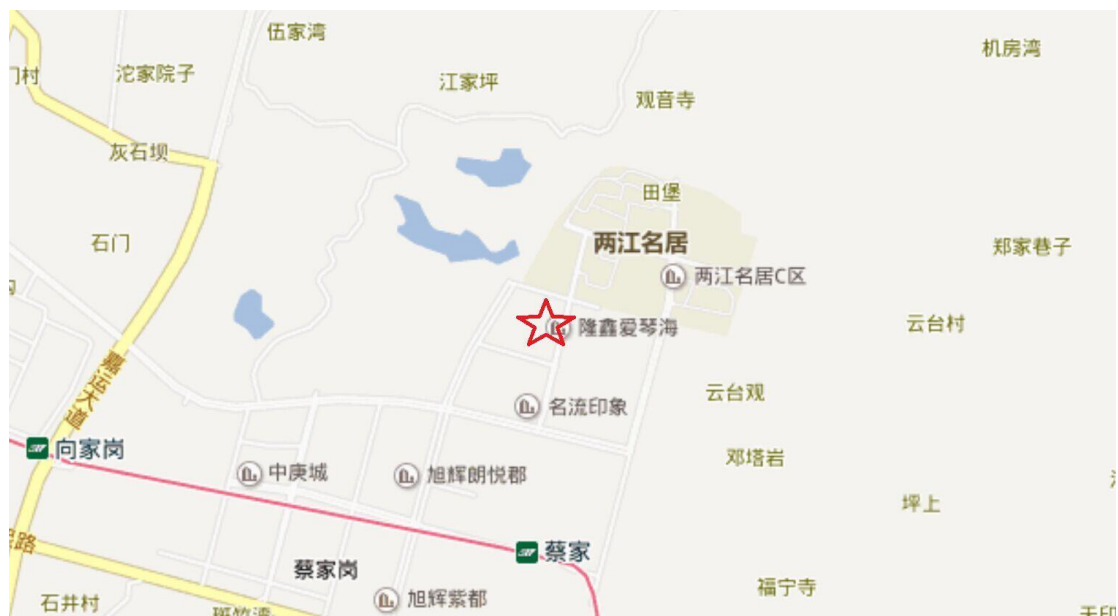 伍家湾
机房湾
门村
沱家院子
江家坪
观音寺
灰石坝
田堡
石门
两江名居
郑家巷子
两江名居C区
隆鑫爱琴海
云台村
嘉运大道
云台观
名流印象
向家岗
中庚城
旭辉朗悦郡
邓塔岩
坪上
蔡家
蔡家岗
福宁寺
石井村
旭辉紫都